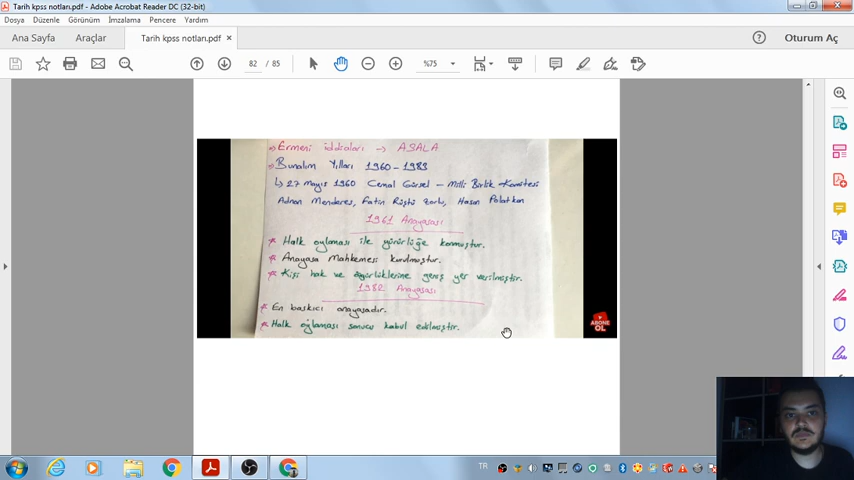 Tarih kpss notları.pdf - Adobe Acrobat Reader DC (32-bit)
Dosya Düzenle Görünüm İmzalama Pencere Yardım
Ana Sayfa Araçlar Tarih kpss notları.pdf × Oturum Aç
82 / 85 %75
→ Ermeni iddiaları → ASALA
→ Bunalım Yılları 1960-1983
↳ 27 mayıs 1960 Cemal Gürsel - Milli Birlik Komitesi
Adnan Menderes, Fatin Rüştü Zorlu, Hasan Polatkan
1961 Anayasası
* Halk oylaması ile yürürlüğe konmuştur.
* Anayasa Mahkemesi kurulmuştur.
* Kişi hak ve özgürlüklerine geniş yer verilmiştir.
1982 Anayasası
* En baskıcı anayasadır.
* Halk oylaması sonucu kabul edilmiştir.
ABONE
OL
TR